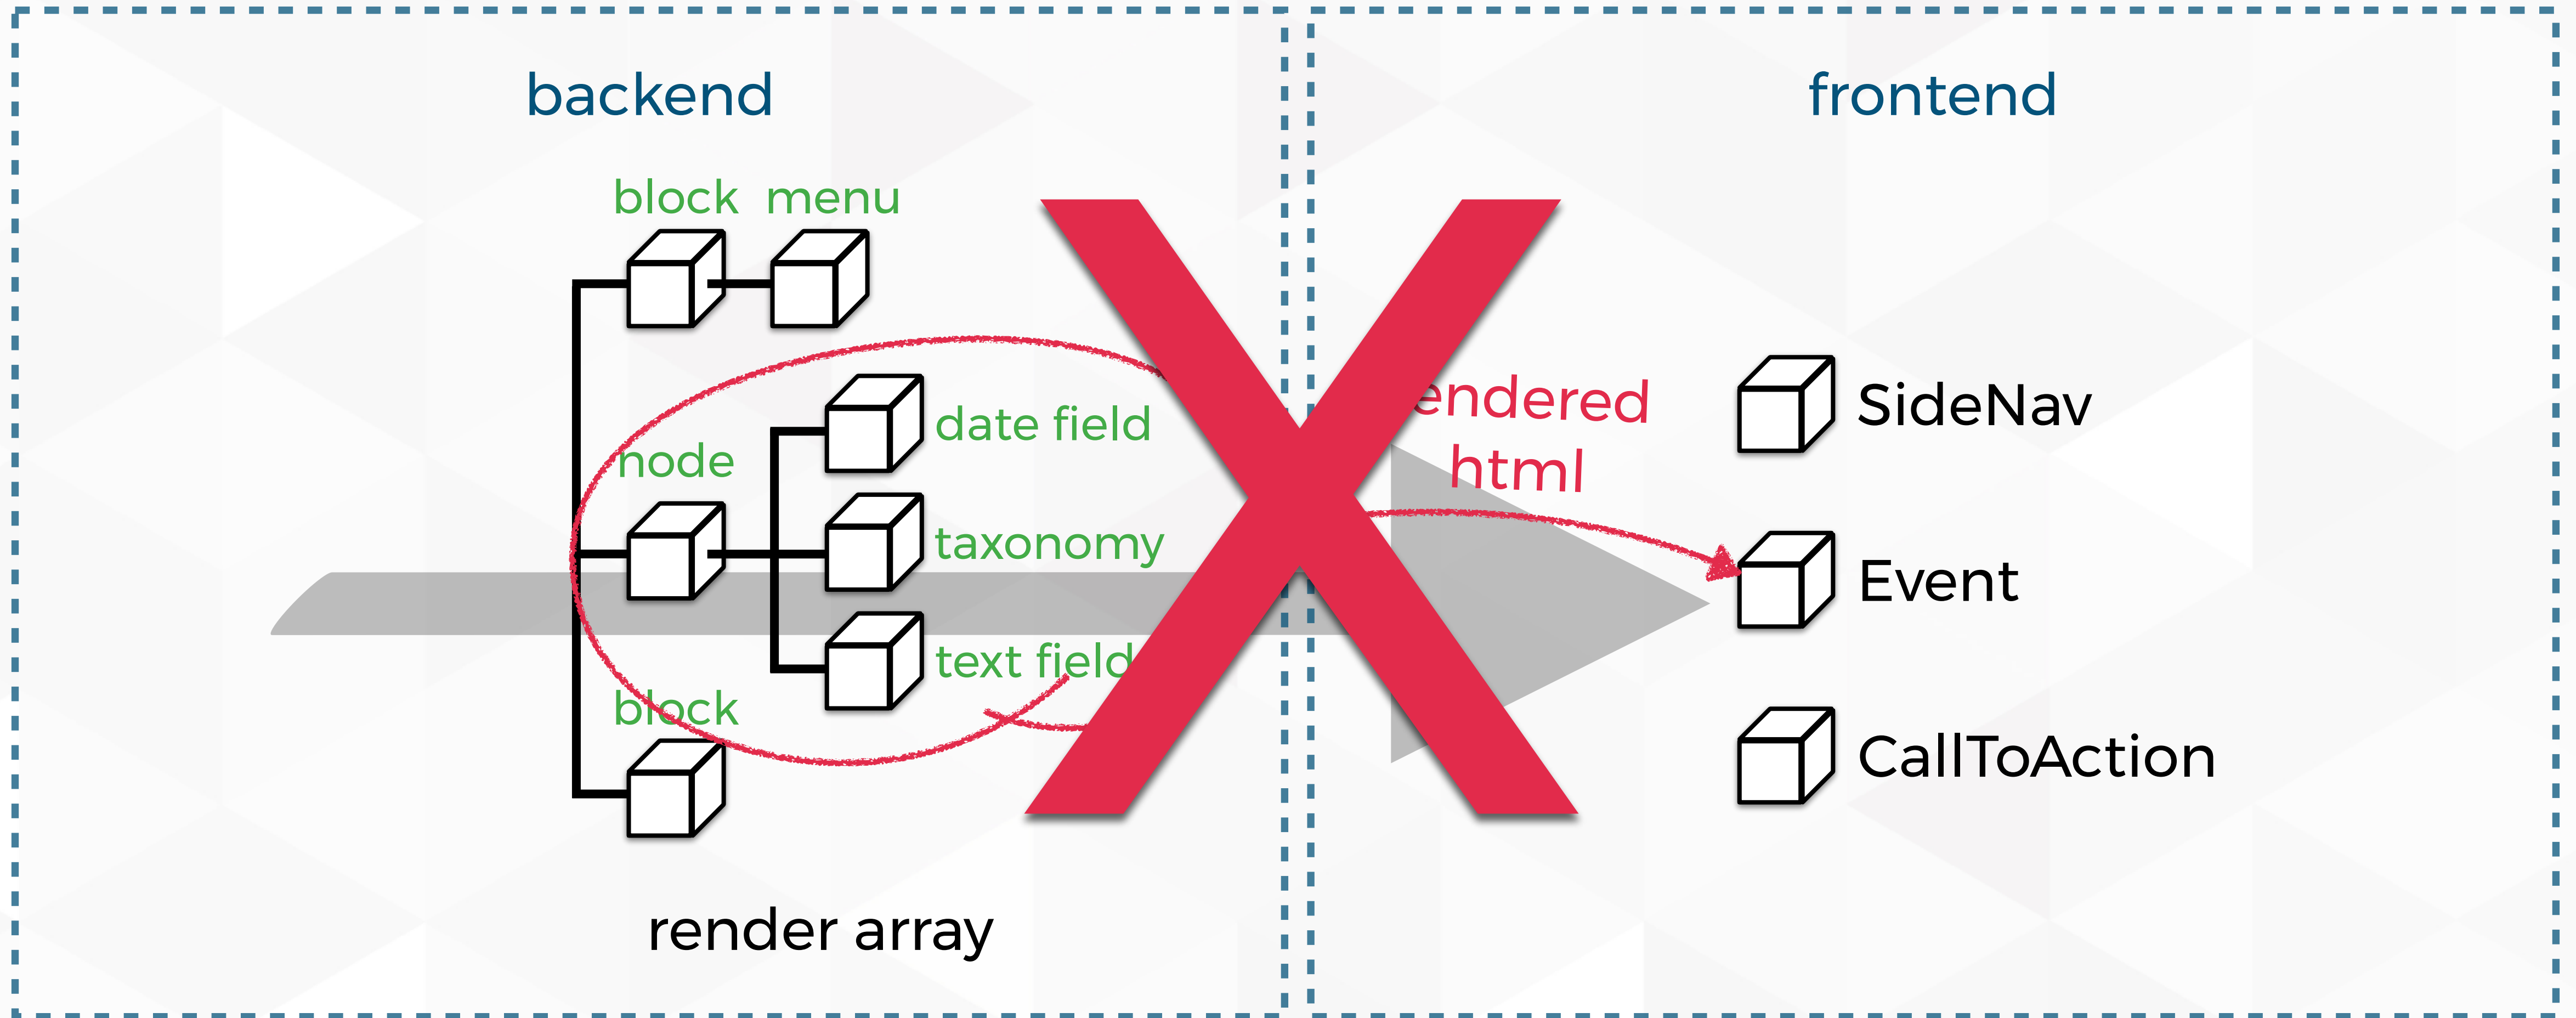 backend
frontend
block menu
date field
node
taxonomy
text field
block
render array
endered
html
SideNav
Event
CallToAction